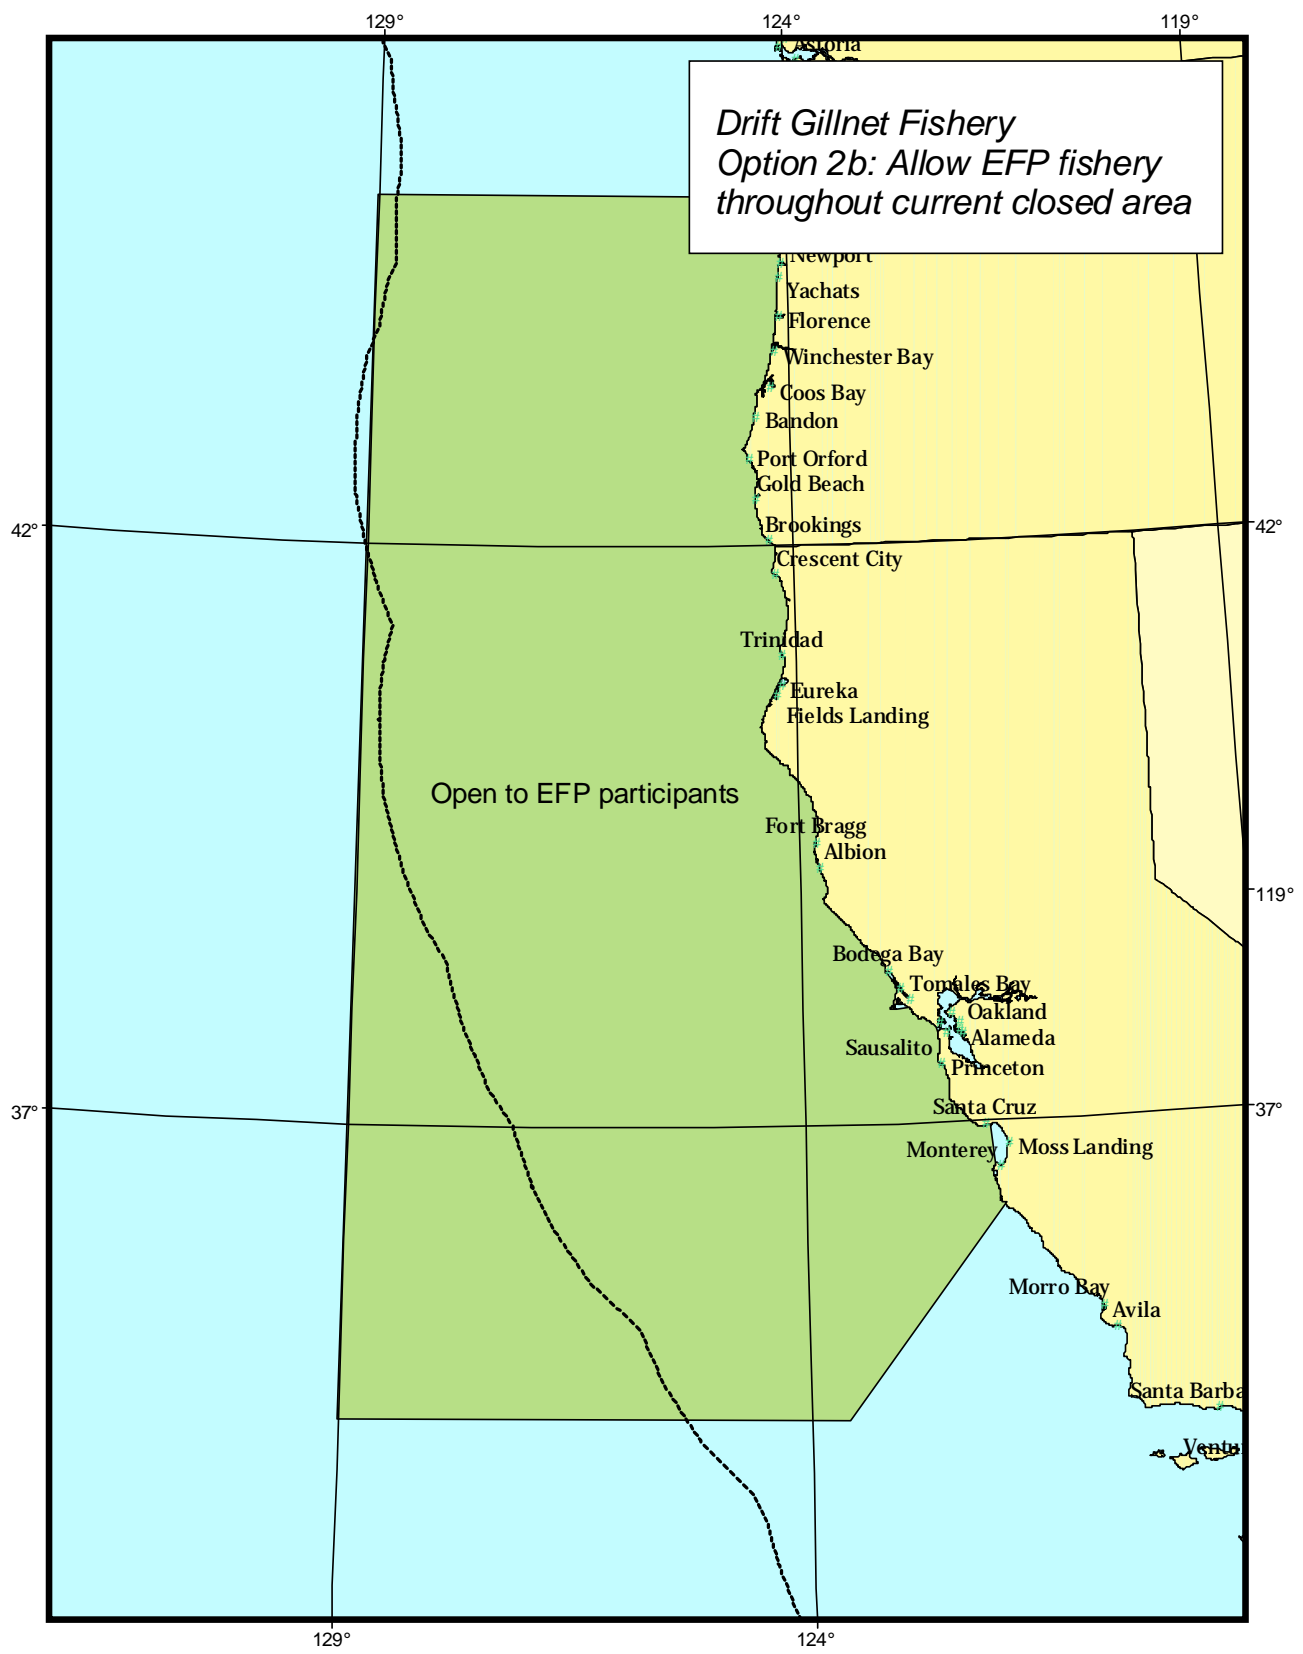 129°
124°
119°
Astoria
Drift Gillnet Fishery
Option 2b: Allow EFP fishery
throughout current closed area
Newport
Yachats
Florence
Winchester Bay
Coos Bay
Bandon
Port Orford
Gold Beach
42°
Brookings
42°
Crescent City
Trinidad
Eureka
Fields Landing
Open to EFP participants
Fort Bragg
Albion
119°
Bodega Bay
Tomales Bay
Oakland
Alameda
Sausalito
Princeton
37°
Santa Cruz
37°
Monterey
Moss Landing
Morro Bay
Avila
Santa Barba
Ventu
129°
124°